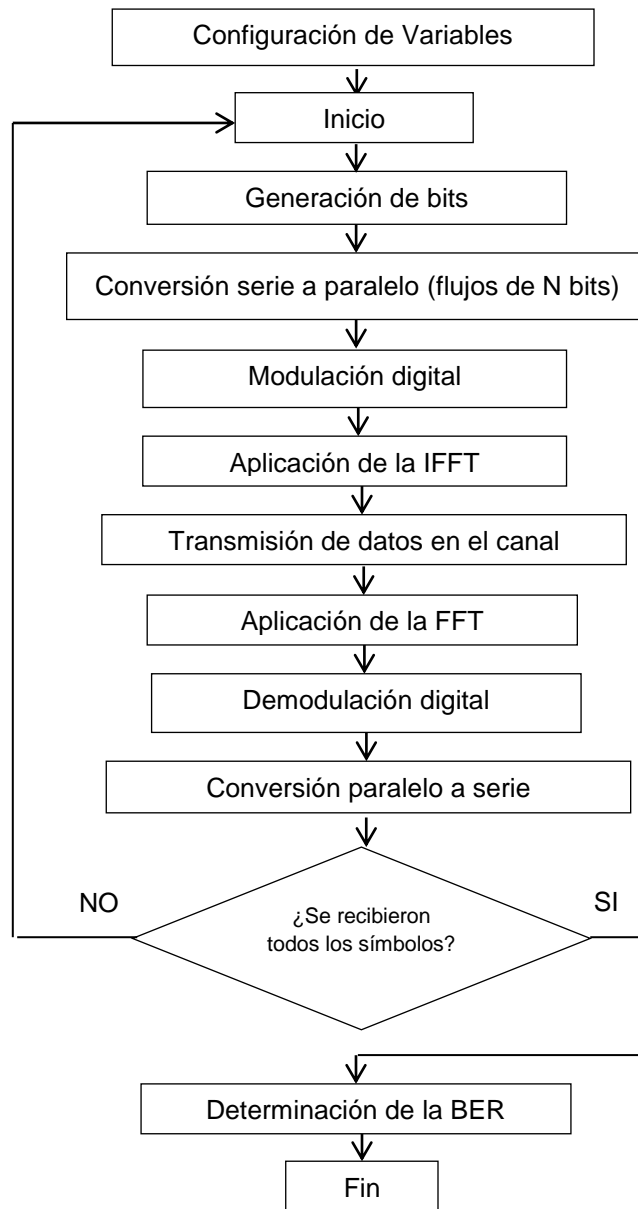 Configuración de Variables
Inicio
Generación de bits
Conversión serie a paralelo (flujos de N bits)
Modulación digital
Aplicación de la IFFT
Transmisión de datos en el canal
Aplicación de la FFT
Demodulación digital
Conversión paralelo a serie
NO
¿Se recibieron
todos los símbolos?
SI
Determinación de la BER
Fin